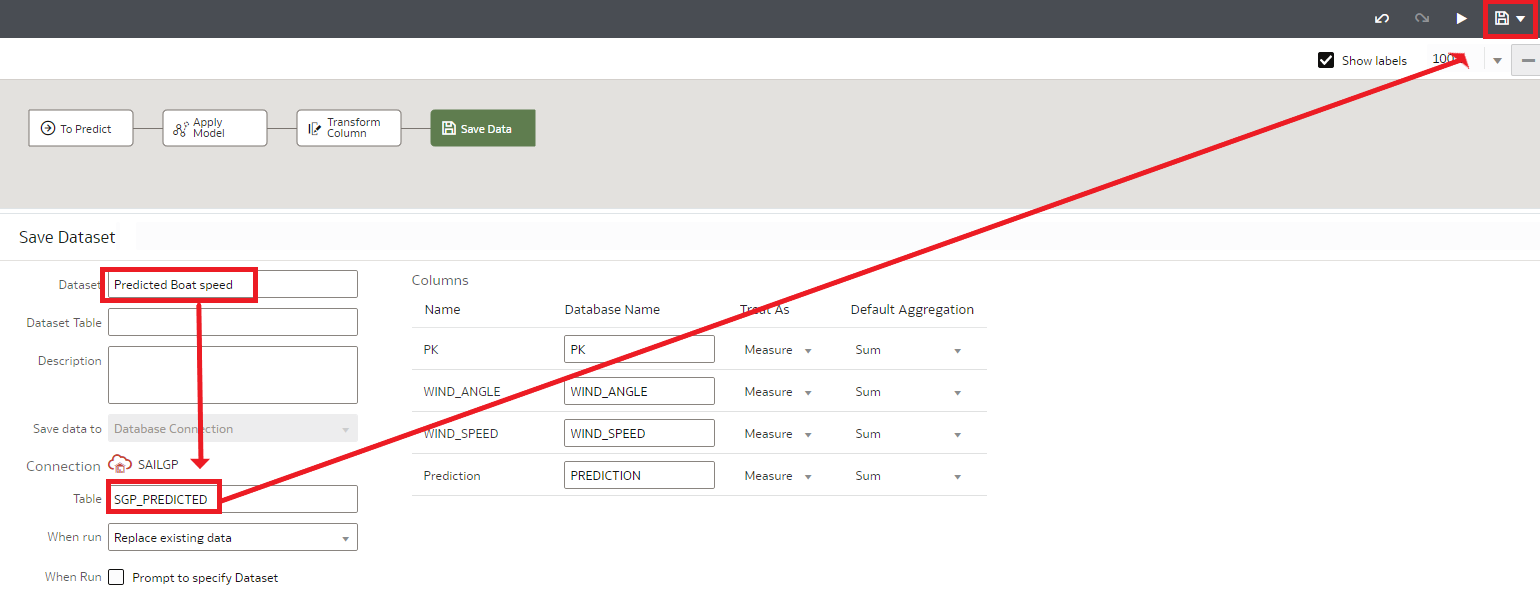 Show labels
100
To Predict
Apply
Model
Transform
Column
Save Data
Save Dataset
Dataset Predicted Boat speed
Dataset Table
Description
Save data to Database Connection
Connection SAILGP
Table SGP_PREDICTED
When run Replace existing data
When Run Prompt to specify Dataset
Columns
Name Database Name Treat As Default Aggregation
PK PK Measure Sum
WIND_ANGLE WIND_ANGLE Measure Sum
WIND_SPEED WIND_SPEED Measure Sum
Prediction PREDICTION Measure Sum